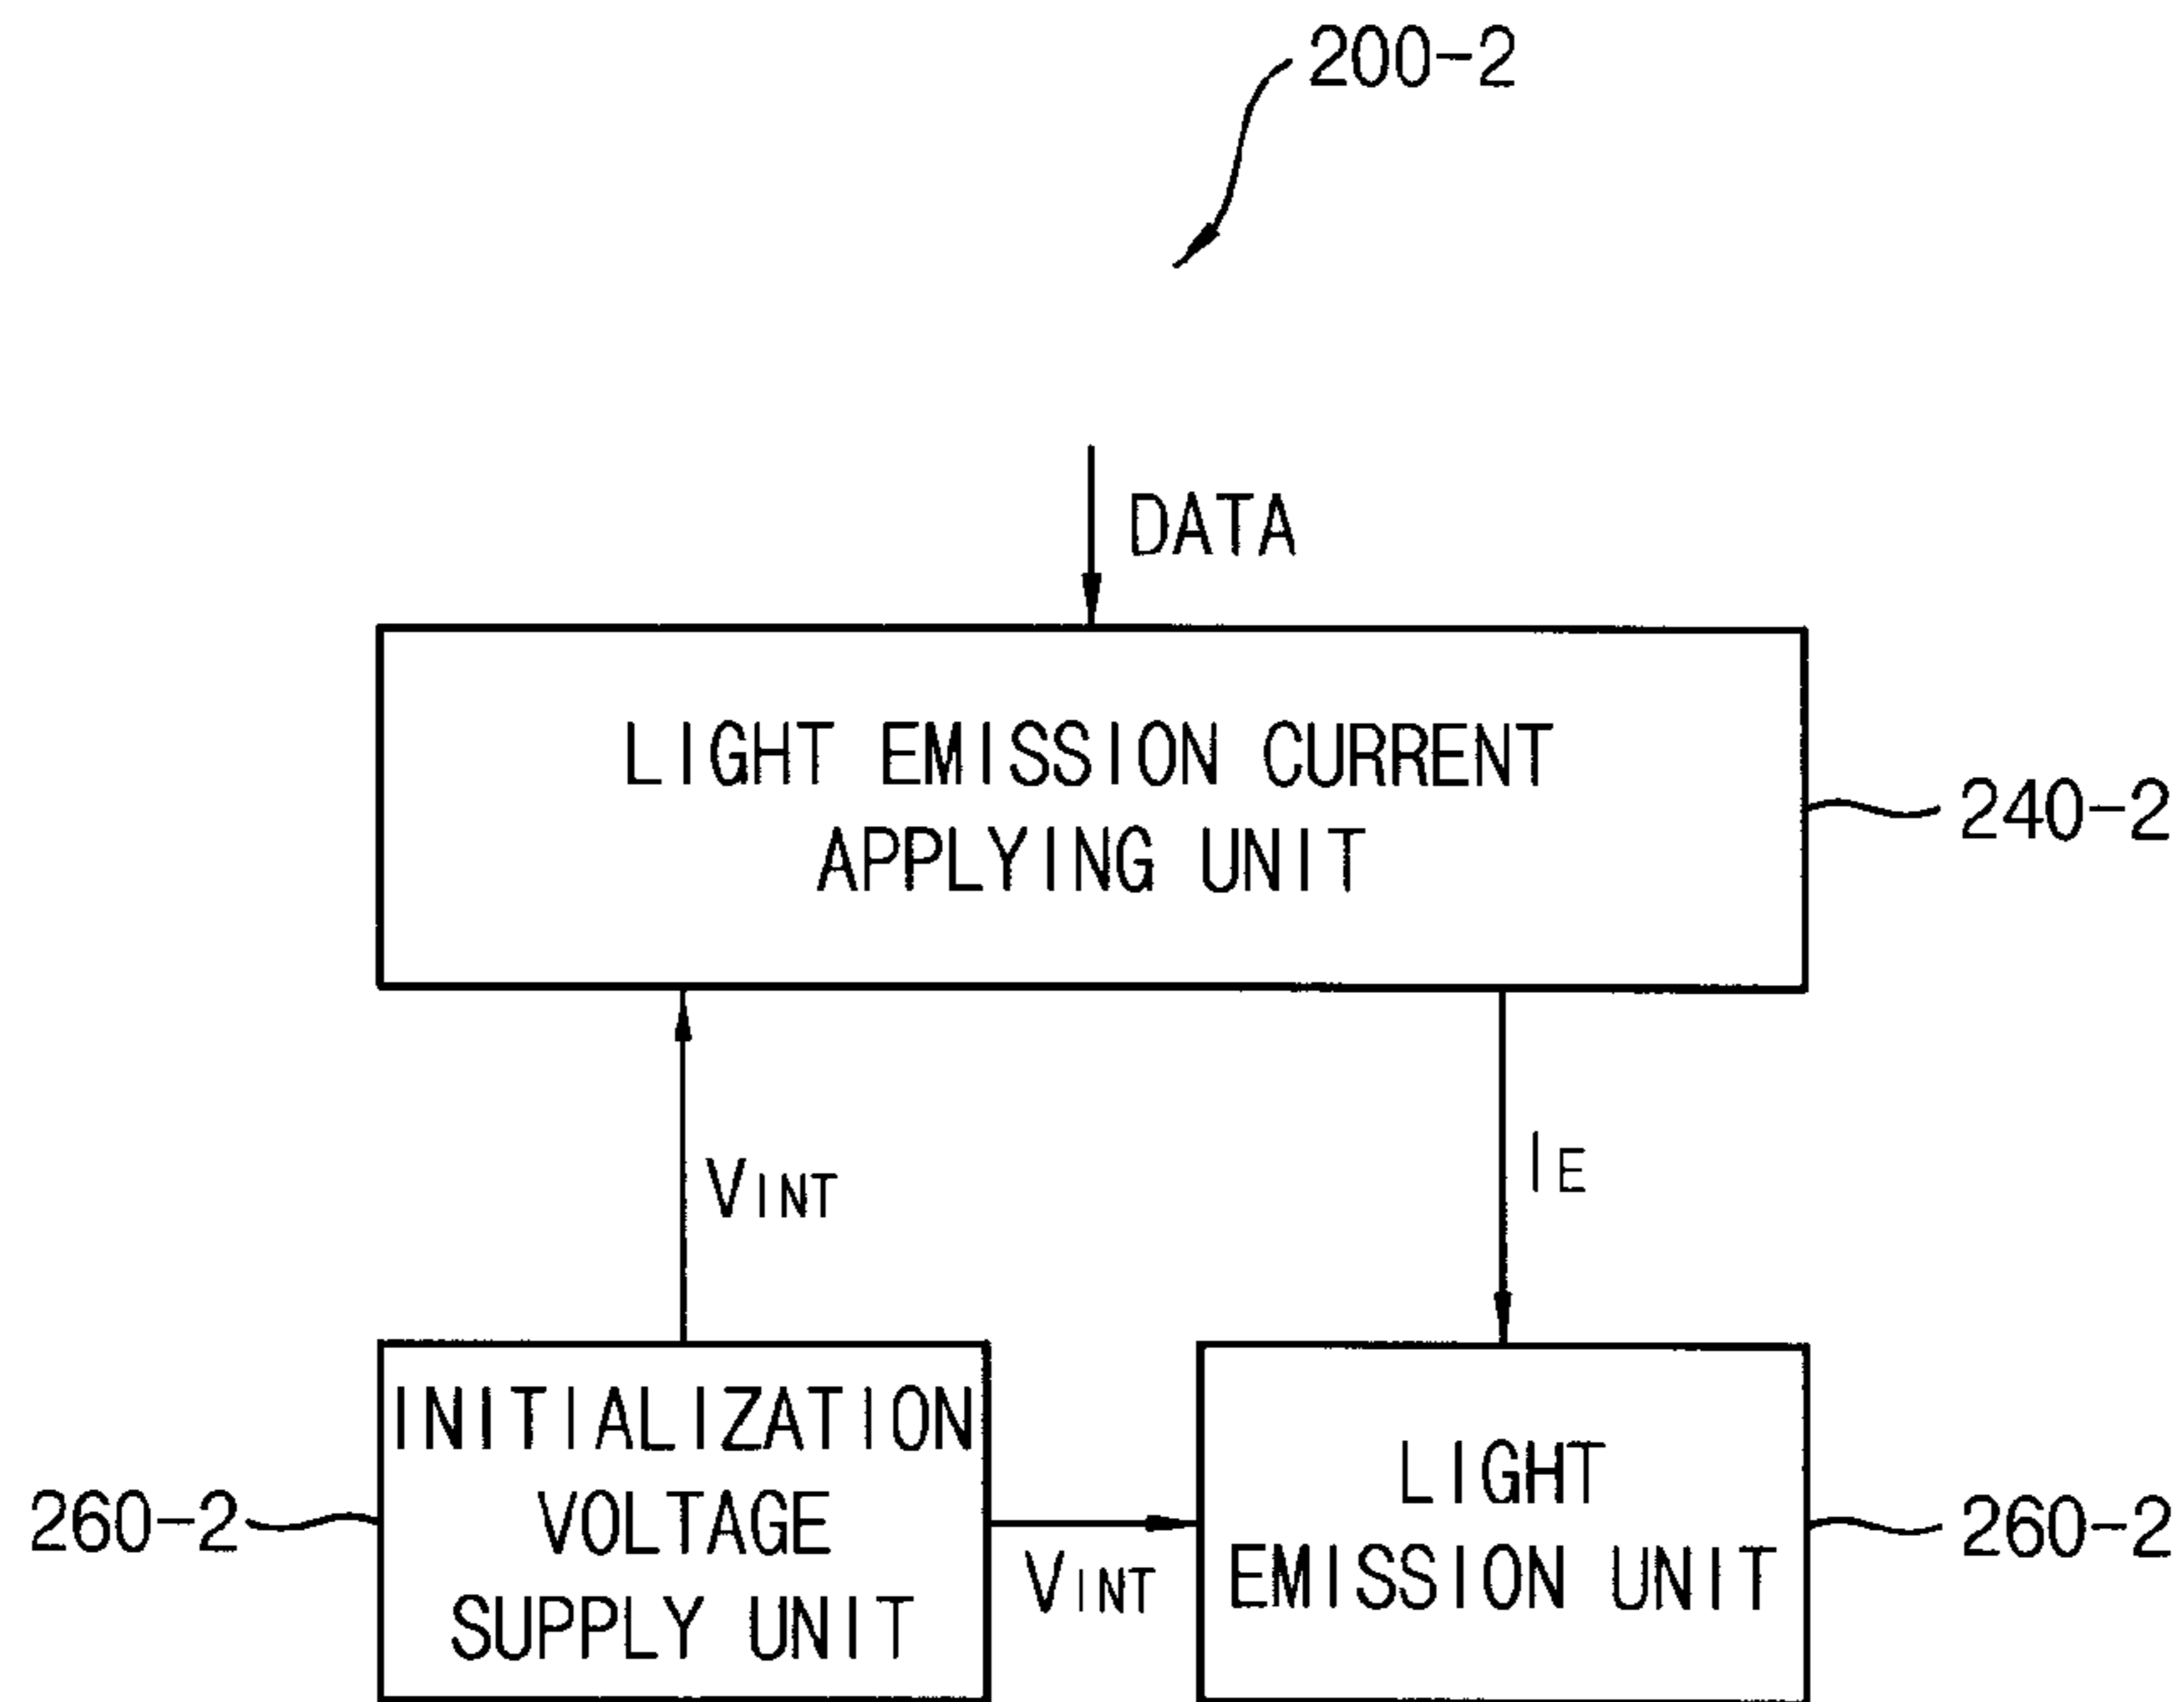 200-2
DATA
LIGHT EMISSION CURRENT
APPLYING UNIT
240-2
VINT
IE
INITIALIZATION
VOLTAGE
SUPPLY UNIT
260-2
VINT
LIGHT
EMISSION UNIT
260-2